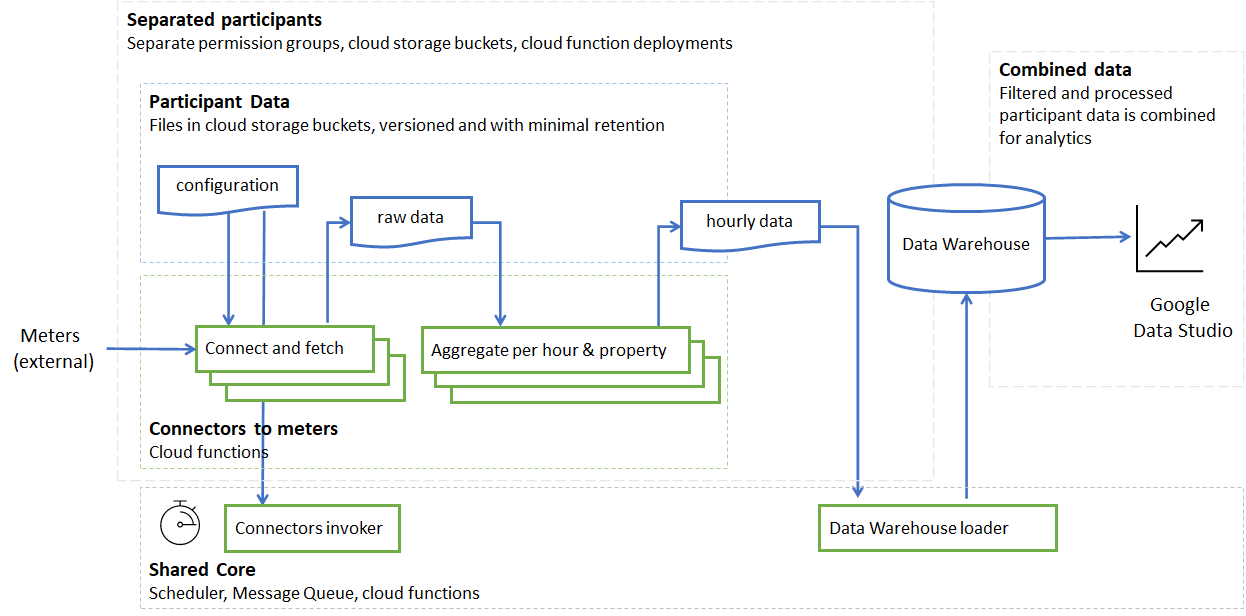 Separated participants
Separate permission groups, cloud storage buckets, cloud function deployments
Combined data
Filtered and processed
participant data is combined
for analytics
Participant Data
Files in cloud storage buckets, versioned and with minimal retention
configuration
raw data
hourly data
Data Warehouse
Google
Data Studio
Meters
(external)
Connect and fetch
Aggregate per hour & property
Connectors to meters
Cloud functions
Connectors invoker
Data Warehouse loader
Shared Core
Scheduler, Message Queue, cloud functions